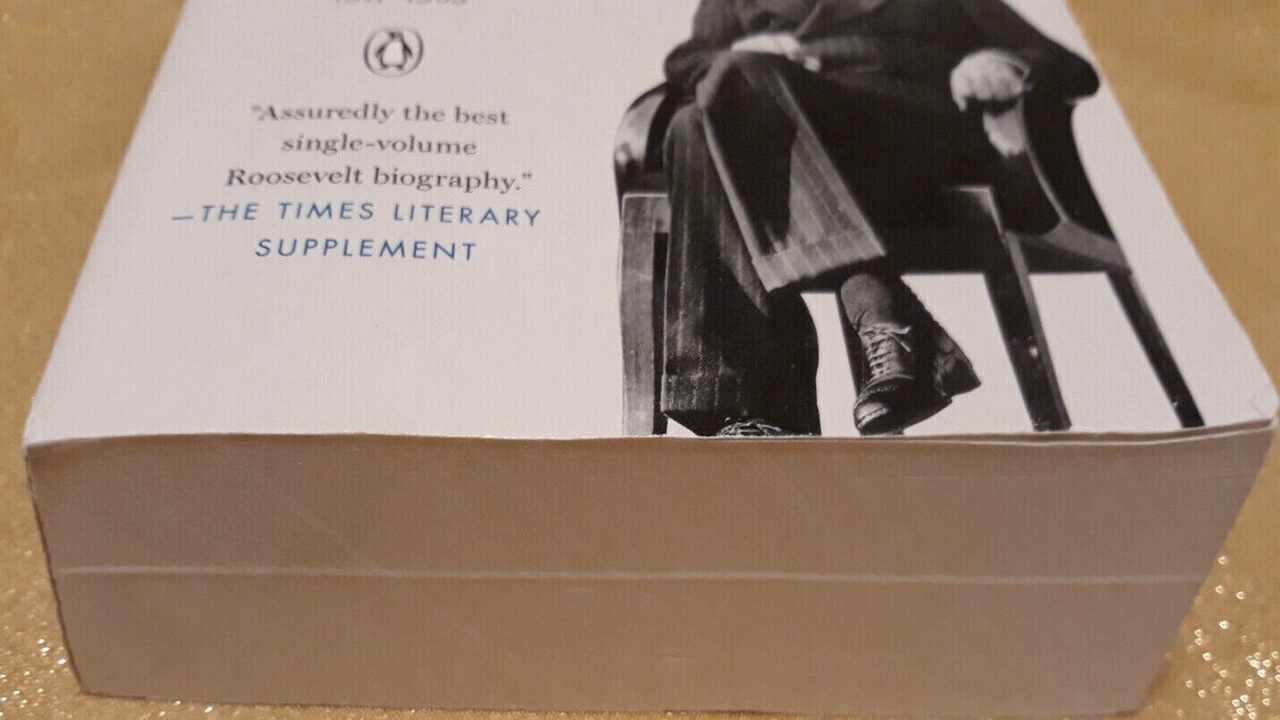 "Assuredly the best
single-volume
Roosevelt biography."
—THE TIMES LITERARY
SUPPLEMENT